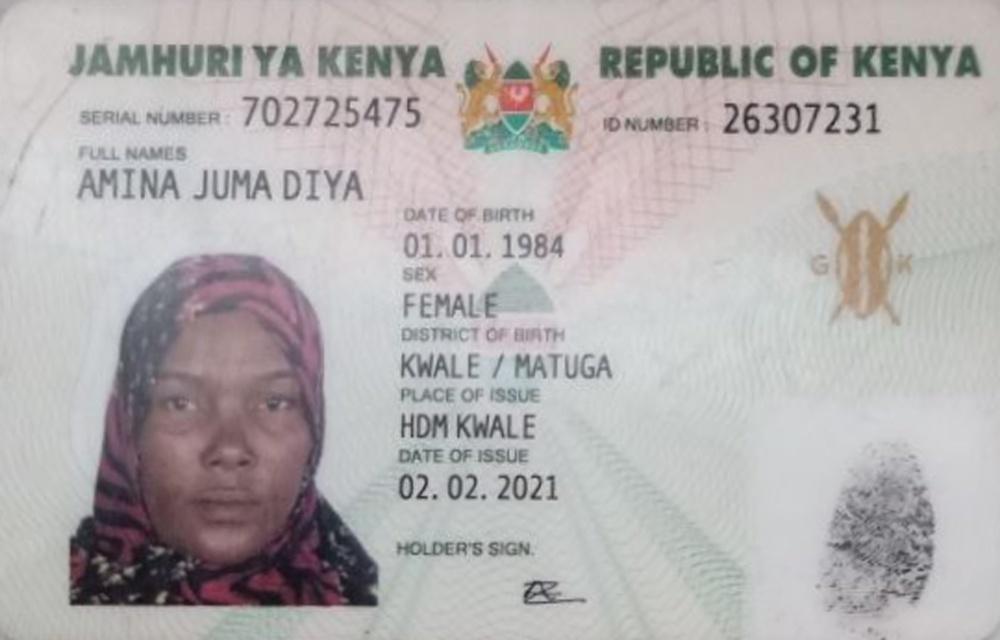 JAMHURI YA KENYA REPUBLIC OF KENYA
SERIAL NUMBER : 702725475 ID NUMBER : 26307231
FULL NAMES
AMINA JUMA DIYA
DATE OF BIRTH
01. 01. 1984
SEX
FEMALE
G K
DISTRICT OF BIRTH
KWALE / MATUGA
PLACE OF ISSUE
HDM KWALE
DATE OF ISSUE
02. 02. 2021
HOLDER'S SIGN.